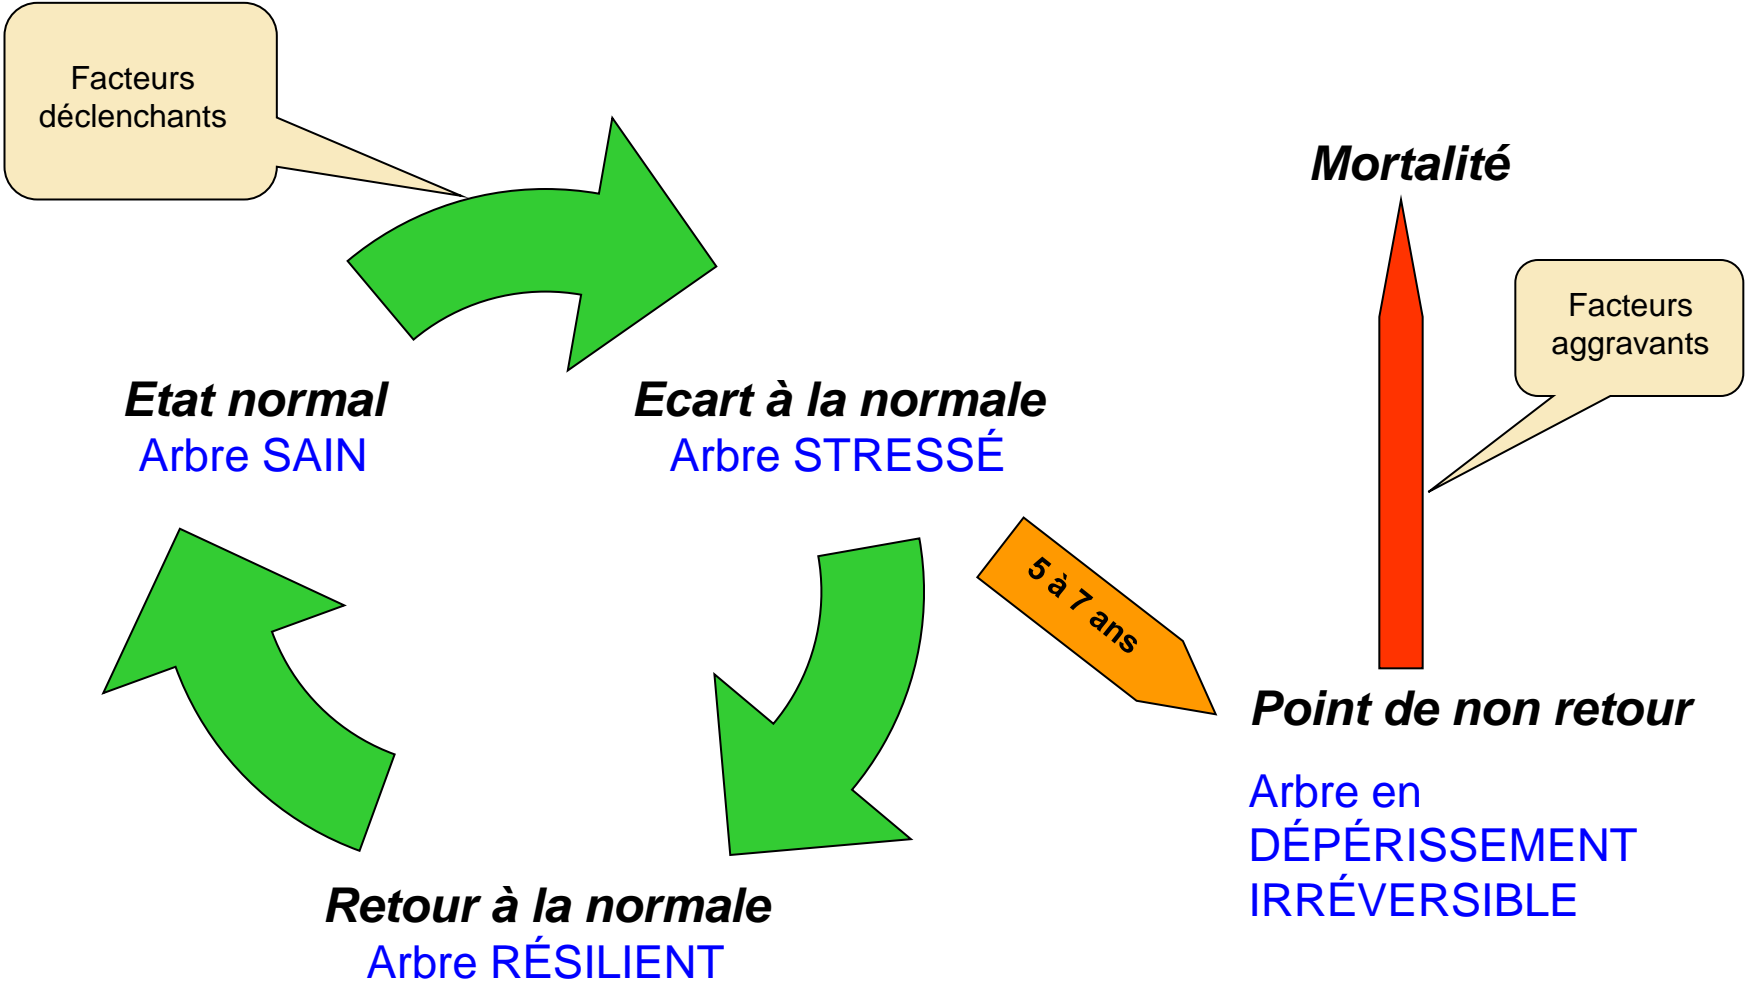 Facteurs
déclenchants
Mortalité
Facteurs
aggravants
Etat normal
Arbre SAIN
Ecart à la normale
Arbre STRESSÉ
5 à 7 ans
Point de non retour
Arbre en
DÉPÉRISSEMENT
IRRÉVERSIBLE
Retour à la normale
Arbre RÉSILIENT